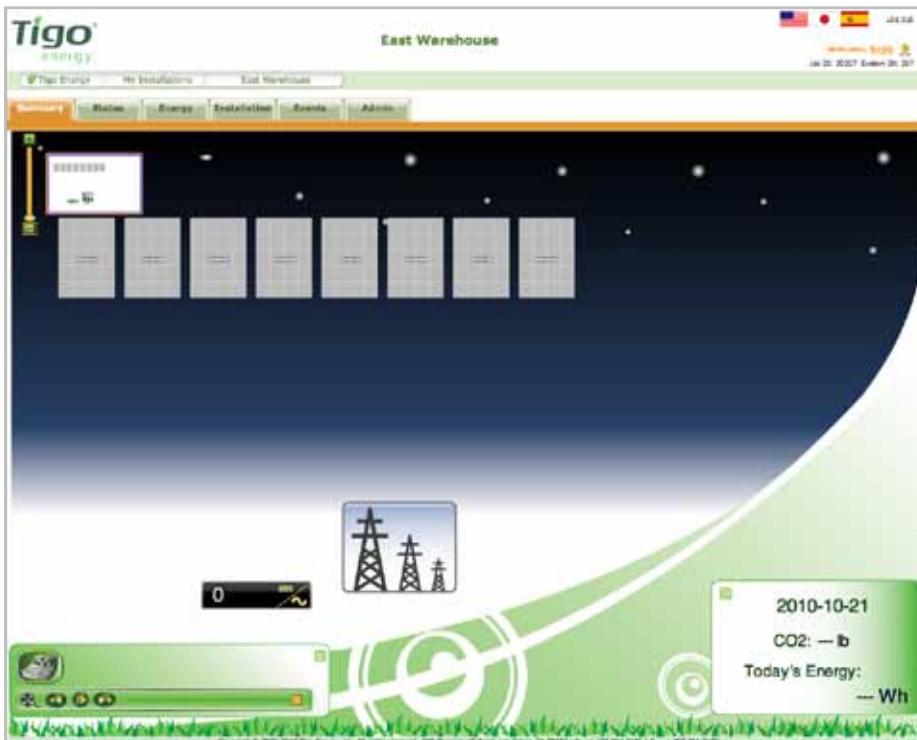 Tigo
energy
East Warehouse
Tigo Energy My Installations East Warehouse
Summary Status Energy Installation Events Admin
0
2010-10-21
CO2: --- lb
Today's Energy:
--- Wh